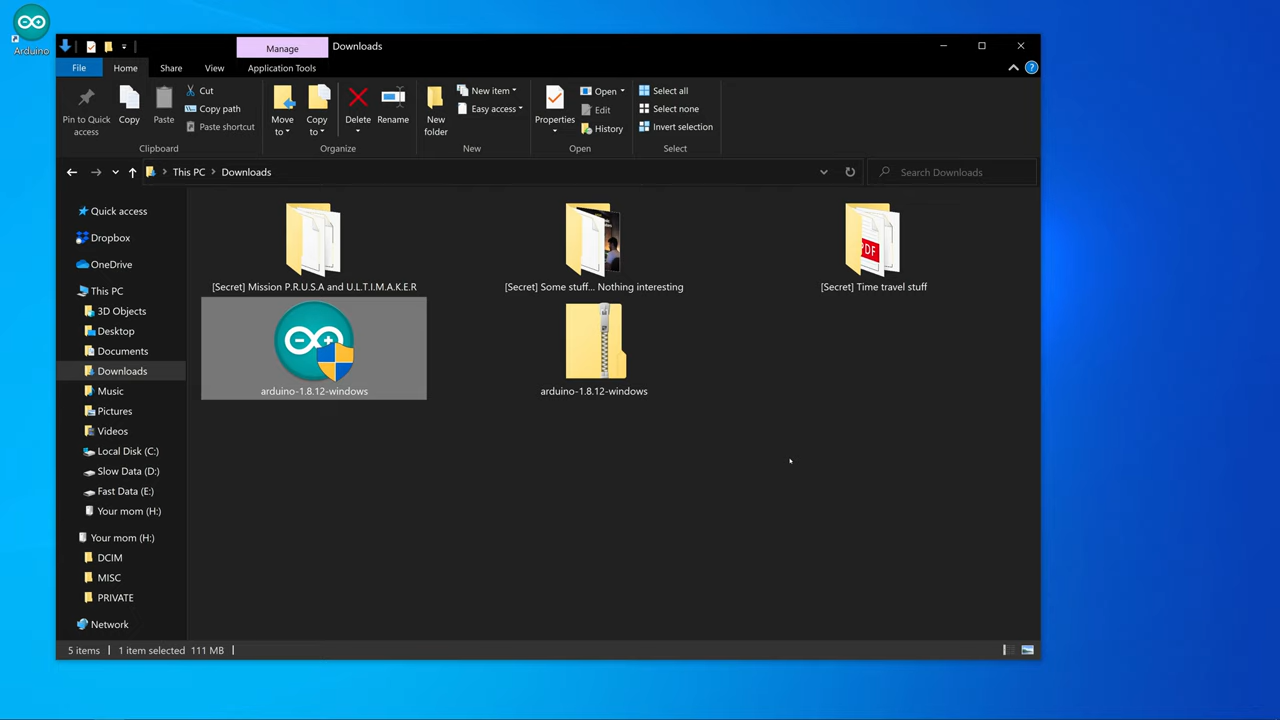 Arduino
Manage
Downloads
File
Home
Share
View
Application Tools
Pin to Quick
access
Copy
Paste
Cut
Copy path
Paste shortcut
Clipboard
Move
to
Copy
to
Delete
Rename
Organize
New
folder
New item
Easy access
New
Properties
Open
Edit
History
Open
Select all
Select none
Invert selection
Select
This PC
Downloads
Search Downloads
Quick access
Dropbox
OneDrive
This PC
3D Objects
Desktop
Documents
Downloads
Music
Pictures
Videos
Local Disk (C:)
Slow Data (D:)
Fast Data (E:)
Your mom (H:)
Your mom (H:)
DCIM
MISC
PRIVATE
Network
[Secret] Mission P.R.U.S.A and U.L.T.I.M.A.K.E.R
[Secret] Some stuff... Nothing interesting
PDF
[Secret] Time travel stuff
arduino-1.8.12-windows
arduino-1.8.12-windows
5 items
1 item selected 111 MB